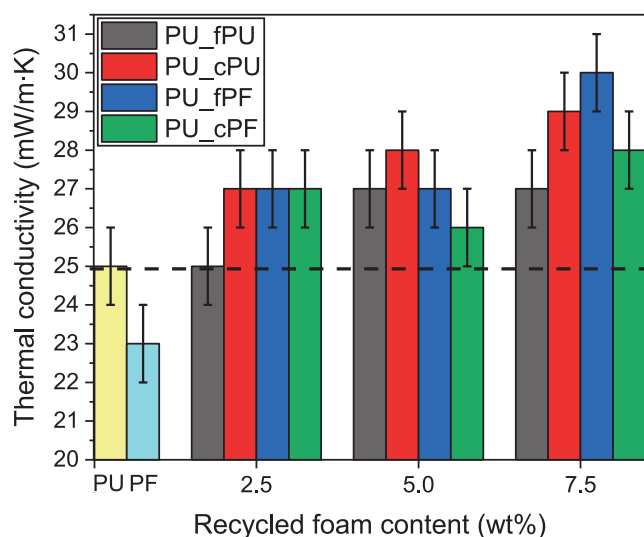 Thermal conductivity (mW/m·K)
31
30
29
28
27
26
25
24
23
22
21
20
PU_fPU
PU_cPU
PU_fPF
PU_cPF
PU PF 2.5 5.0 7.5
Recycled foam content (wt%)